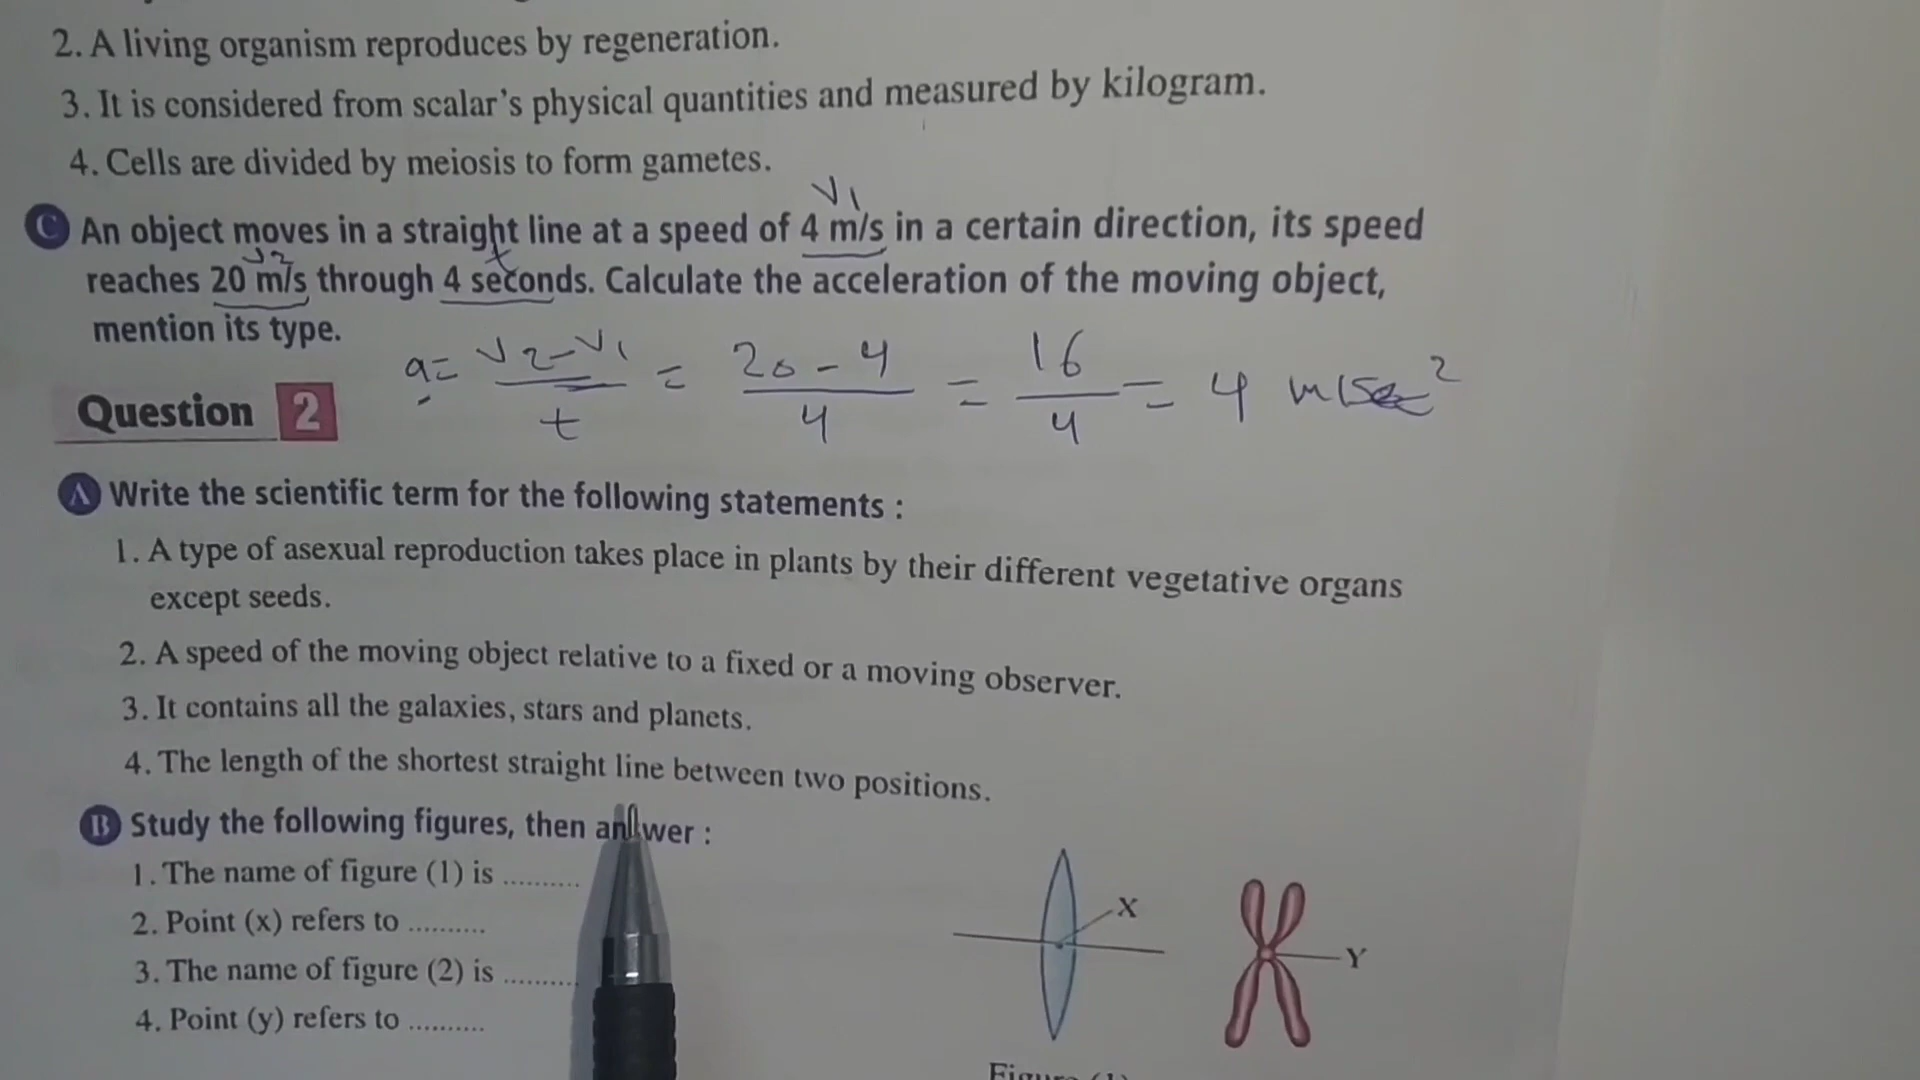 2. A living organism reproduces by regeneration.
3. It is considered from scalar's physical quantities and measured by kilogram.
4. Cells are divided by meiosis to form gametes.
V1
C An object moves in a straight line at a speed of 4 m/s in a certain direction, its speed
V2 t
reaches 20 m/s through 4 seconds. Calculate the acceleration of the moving object,
mention its type.
a = V2-V1 / t = 20-4 / 4 = 16 / 4 = 4 m/sec2
Question 2
A Write the scientific term for the following statements :
1. A type of asexual reproduction takes place in plants by their different vegetative organs
except seeds.
2. A speed of the moving object relative to a fixed or a moving observer.
3. It contains all the galaxies, stars and planets.
4. The length of the shortest straight line between two positions.
B Study the following figures, then answer :
1. The name of figure (1) is ..........
2. Point (x) refers to ..........
3. The name of figure (2) is ..........
4. Point (y) refers to ..........
X
Y
Figure (1)